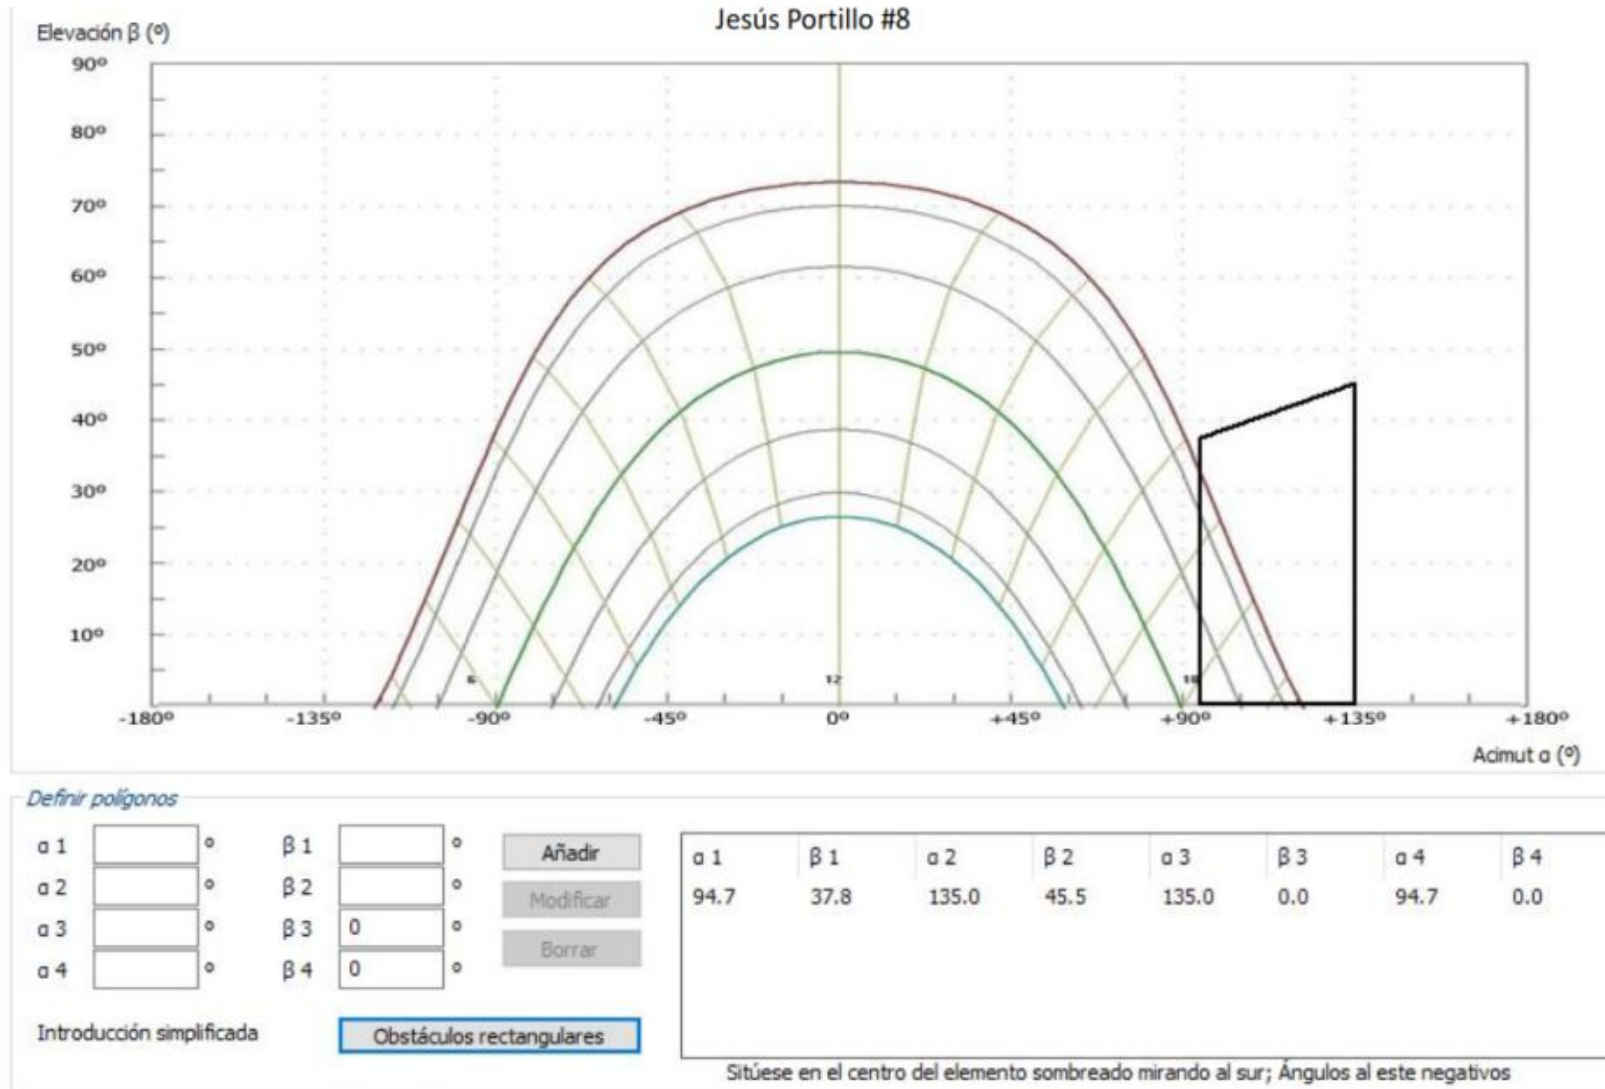 Jesús Portillo #8
Elevación β (º)
90º
80º
70º
60º
50º
40º
30º
20º
10º
6 12 18
-180º -135º -90º -45º 0º +45º +90º +135º +180º
Acimut α (º)
Definir polígonos
α 1 º β 1 º Añadir
α 2 º β 2 º Modificar
α 3 º β 3 0 º Borrar
α 4 º β 4 0 º
α 1 β 1 α 2 β 2 α 3 β 3 α 4 β 4
94.7 37.8 135.0 45.5 135.0 0.0 94.7 0.0
Introducción simplificada Obstáculos rectangulares
Sitúese en el centro del elemento sombreado mirando al sur; Ángulos al este negativos